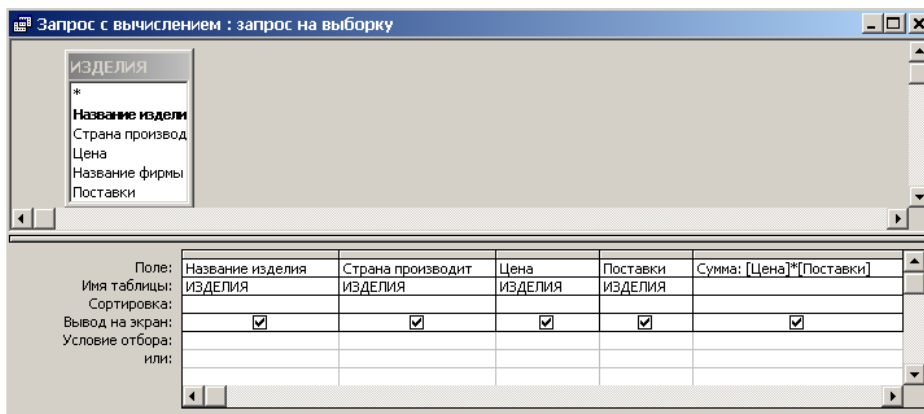 Запрос с вычислением : запрос на выборку
ИЗДЕЛИЯ
*
Название издели
Страна производ
Цена
Название фирмы
Поставки
Поле: Название изделия Страна производит Цена Поставки Сумма: [Цена]*[Поставки]
Имя таблицы: ИЗДЕЛИЯ ИЗДЕЛИЯ ИЗДЕЛИЯ ИЗДЕЛИЯ
Сортировка:
Вывод на экран:
Условие отбора:
или: